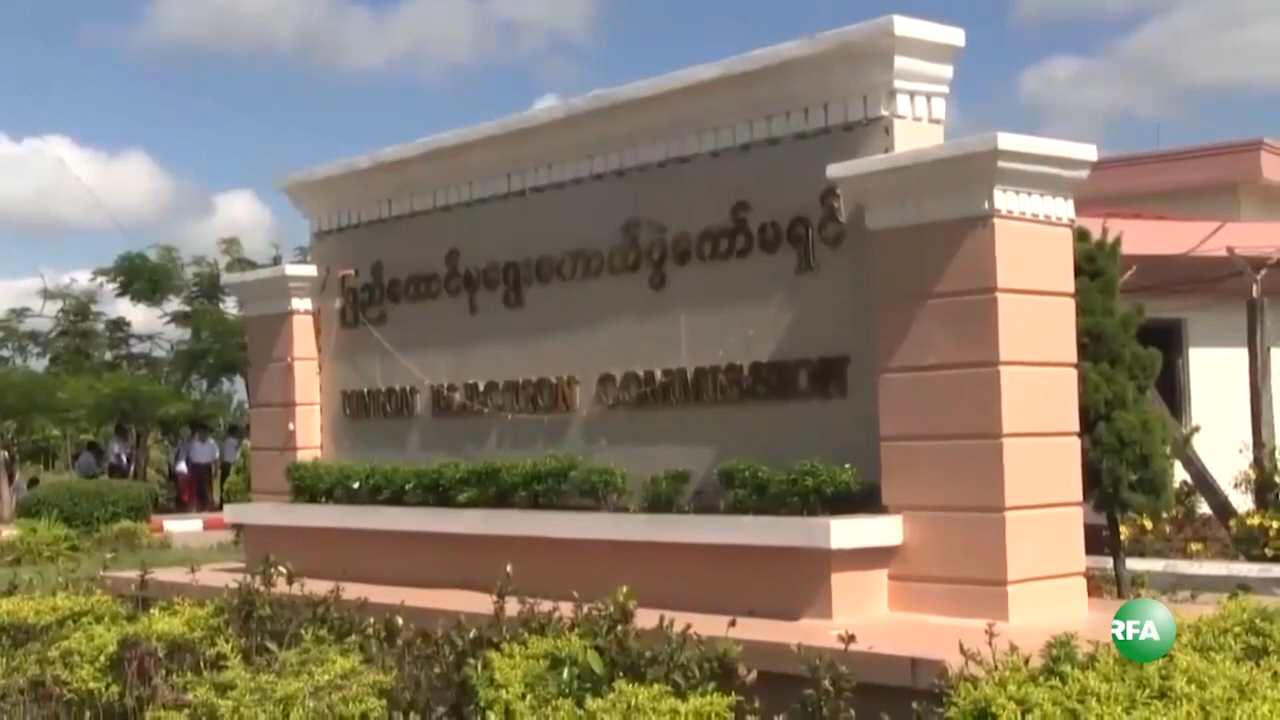 ပြည်ထောင်စုရွေးကောက်ပွဲကော်မရှင်
UNION ELECTION COMMISSION
RFA